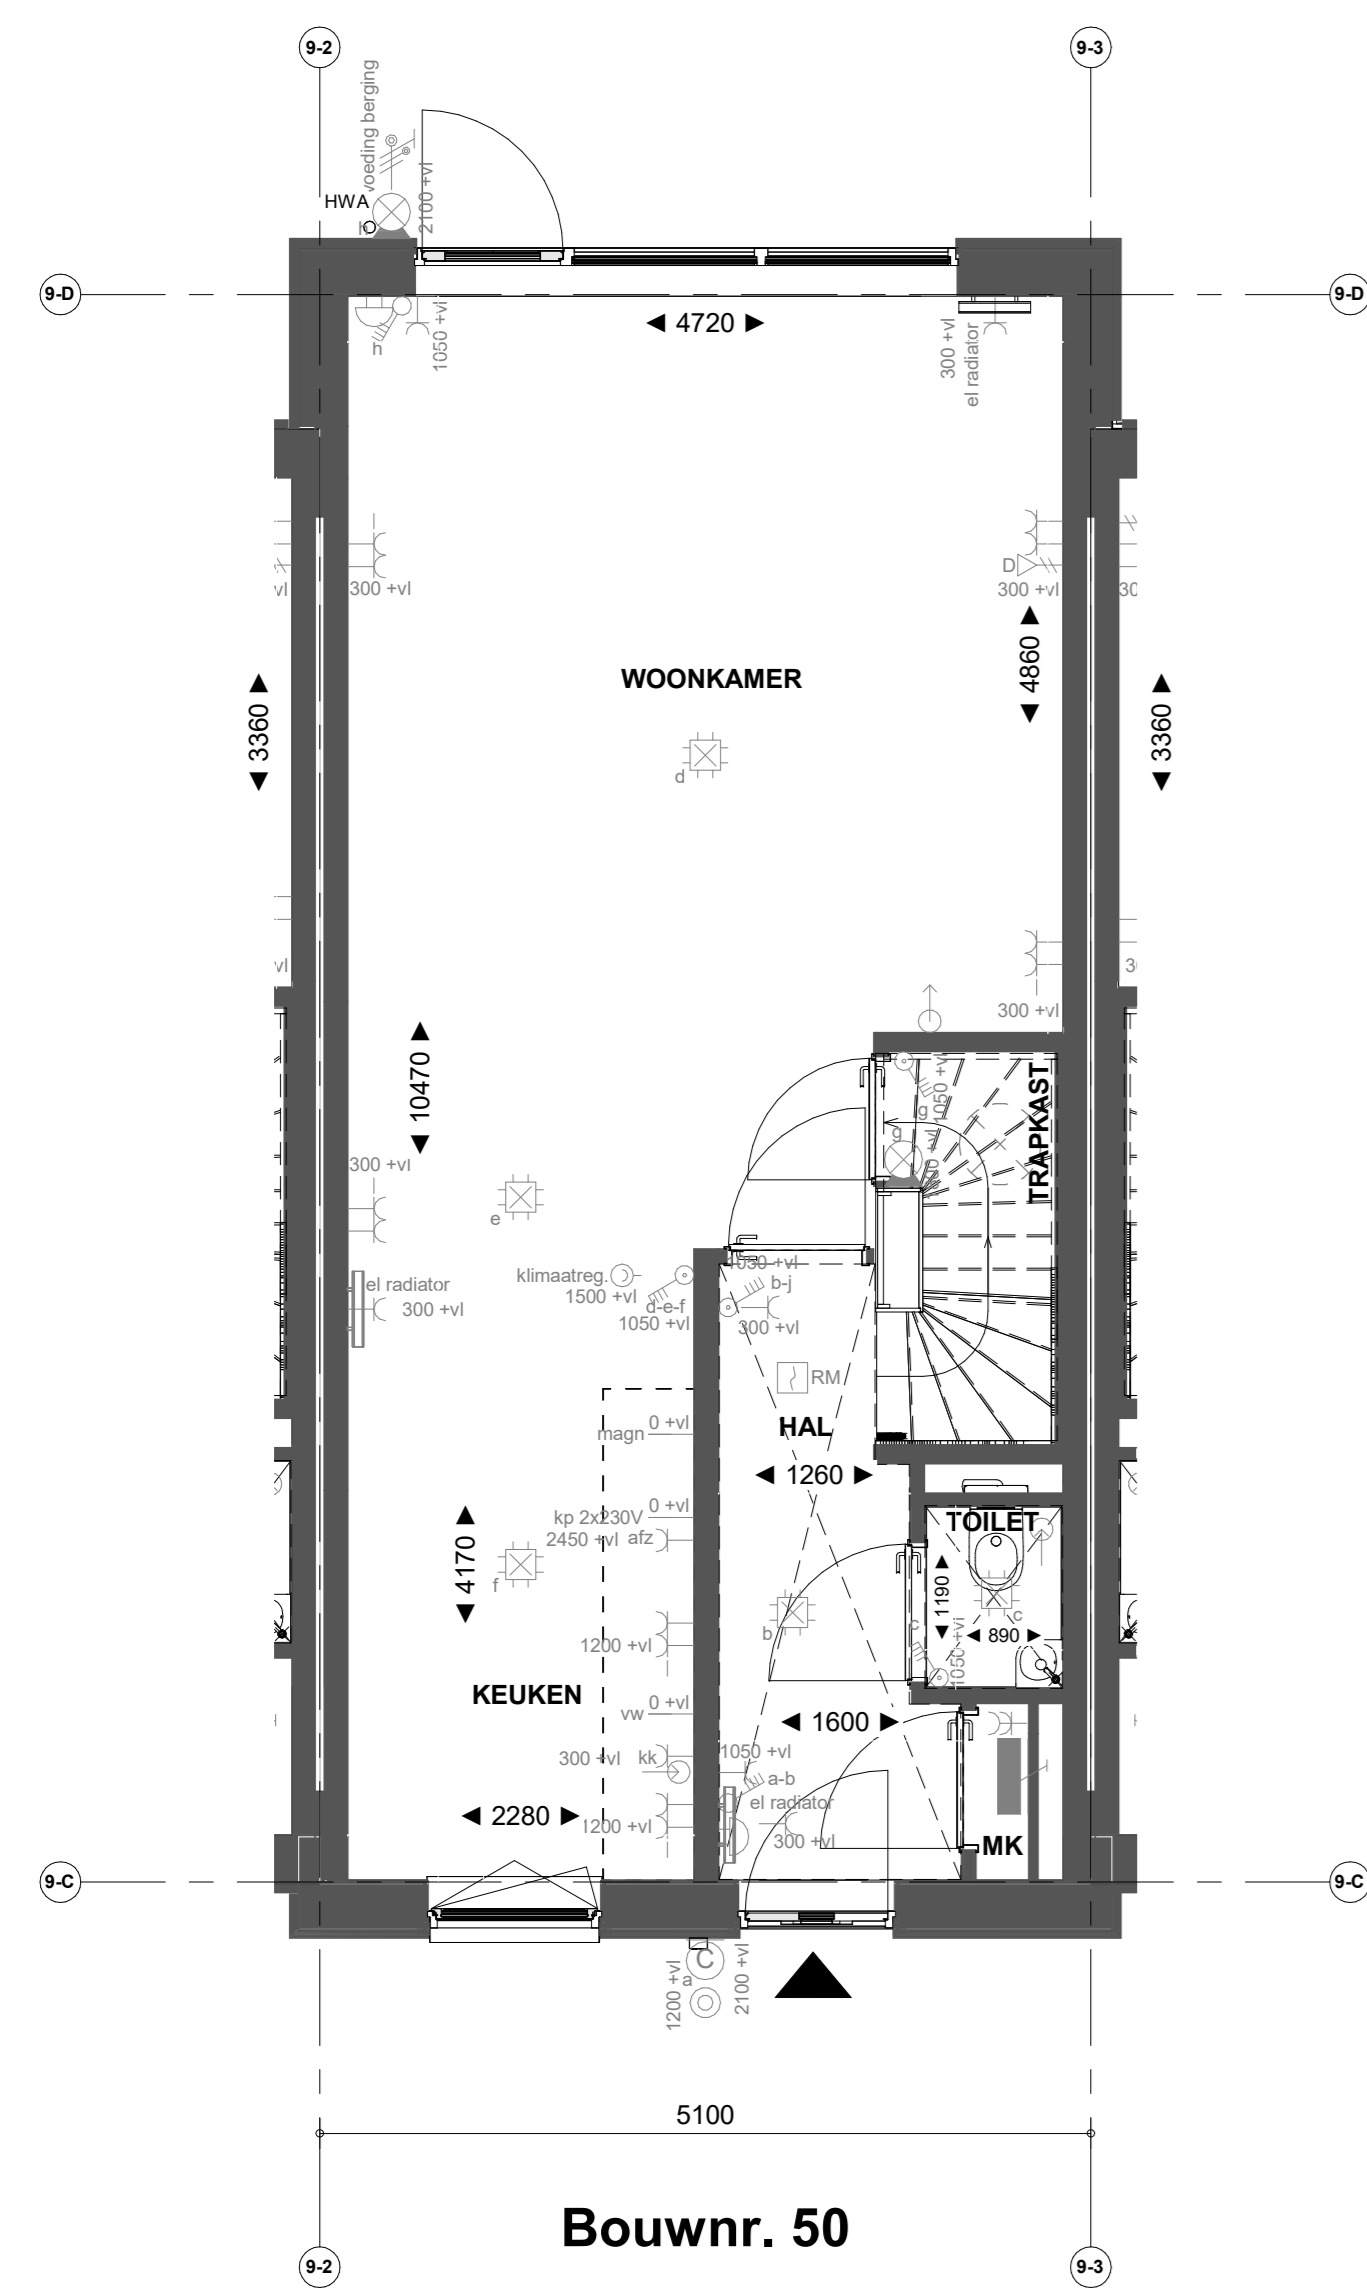 9-2
9-3
voeding berging
HWA
h
2100 +vl
9-D
9-D
h
1050 +vl
4720
300 +vl
el radiator
vl
300 +vl
D
300 +vl
30
WOONKAMER
4860
3360
3360
d
vl
3
300 +vl
10470
TRAPKAST
1050 +vl
g
g
300 +vl
e
el radiator
300 +vl
klimaatreg.
1500 +vl
d-e-f
1050 +vl
1050 +vl
b-j
300 +vl
RM
HAL
1260
magn
0 +vl
kp 2x230V
0 +vl
2450 +vl
afz
TOILET
4170
f
1190
890
c
c
1050 +vl
b
1200 +vl
KEUKEN
vw
0 +vl
1600
300 +vl
kk
1050 +vl
a-b
el radiator
300 +vl
2280
1200 +vl
MK
9-C
9-C
C
a
1200 +vl
2100 +vl
5100
Bouwnr. 50
9-2
9-3